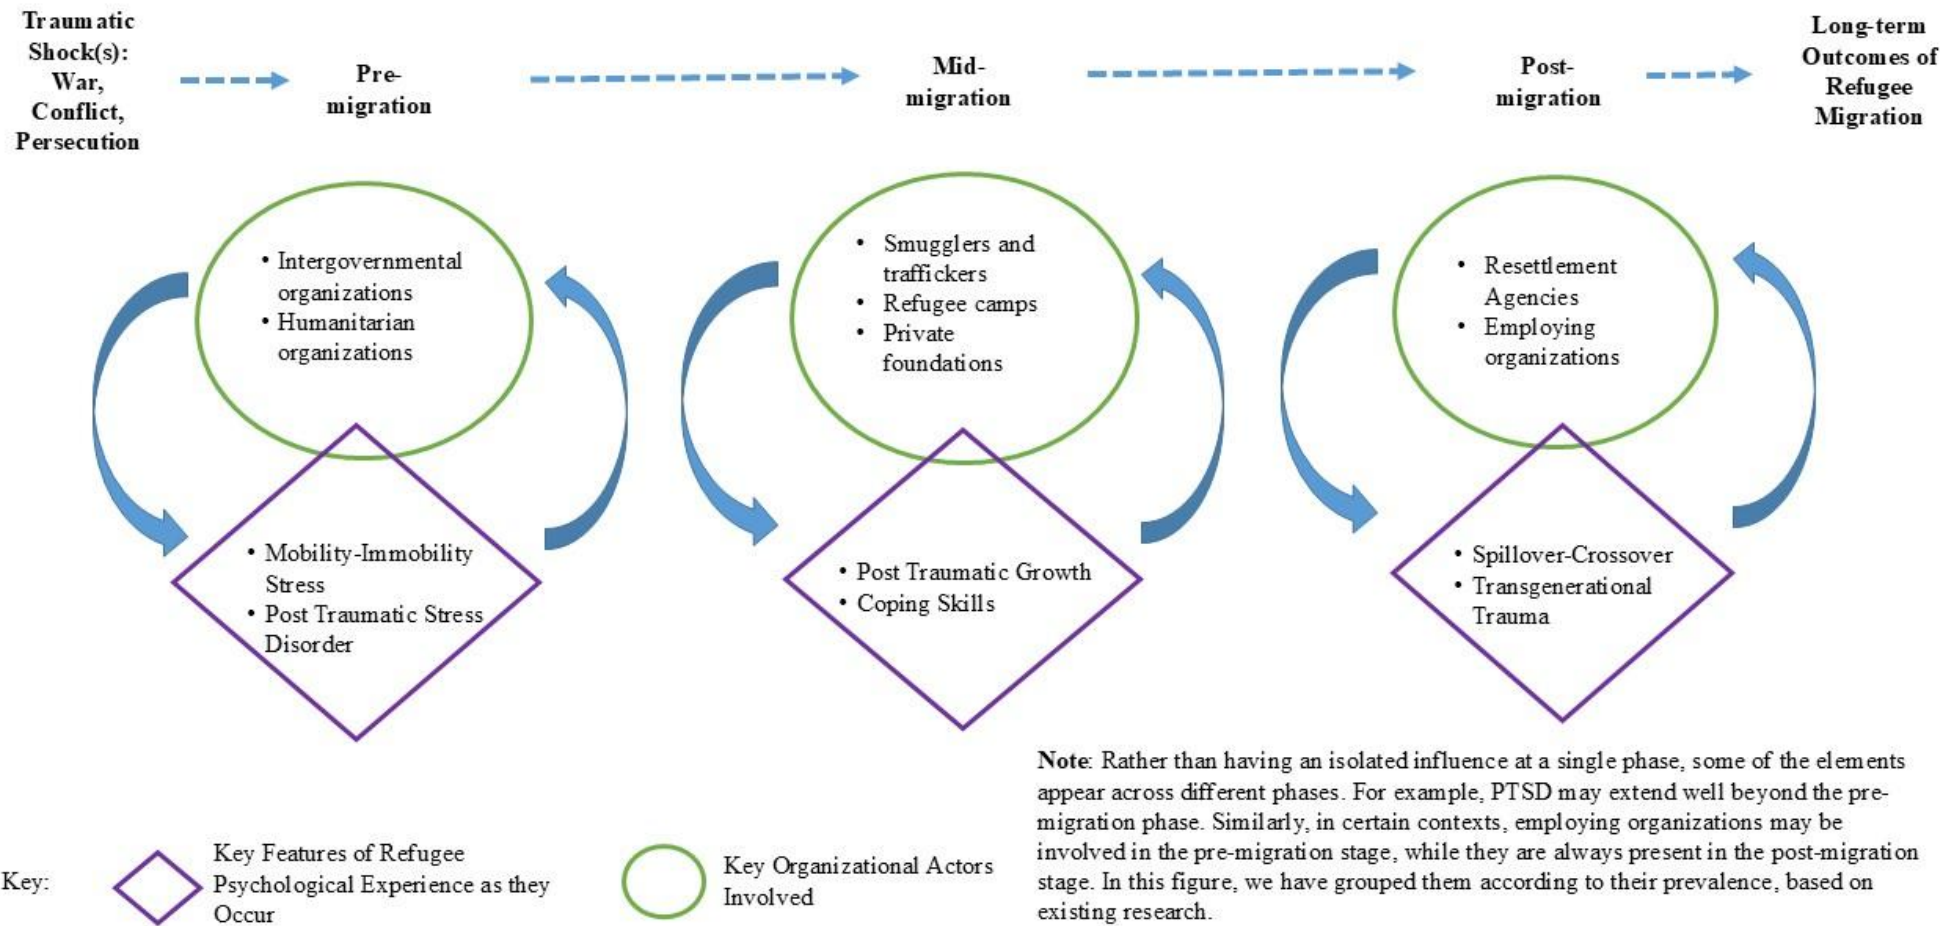 Traumatic
Shock(s):
War,
Conflict,
Persecution
Pre-
migration
Mid-
migration
Post-
migration
Long-term
Outcomes of
Refugee
Migration
• Intergovernmental
organizations
• Humanitarian
organizations
• Smugglers and
traffickers
• Refugee camps
• Private
foundations
• Resettlement
Agencies
• Employing
organizations
• Mobility-Immobility
Stress
• Post Traumatic Stress
Disorder
• Post Traumatic Growth
• Coping Skills
• Spillover-Crossover
• Transgenerational
Trauma
Note: Rather than having an isolated influence at a single phase, some of the elements
appear across different phases. For example, PTSD may extend well beyond the pre-
migration phase. Similarly, in certain contexts, employing organizations may be
involved in the pre-migration stage, while they are always present in the post-migration
stage. In this figure, we have grouped them according to their prevalence, based on
existing research.
Key:
Key Features of Refugee
Psychological Experience as they
Occur
Key Organizational Actors
Involved